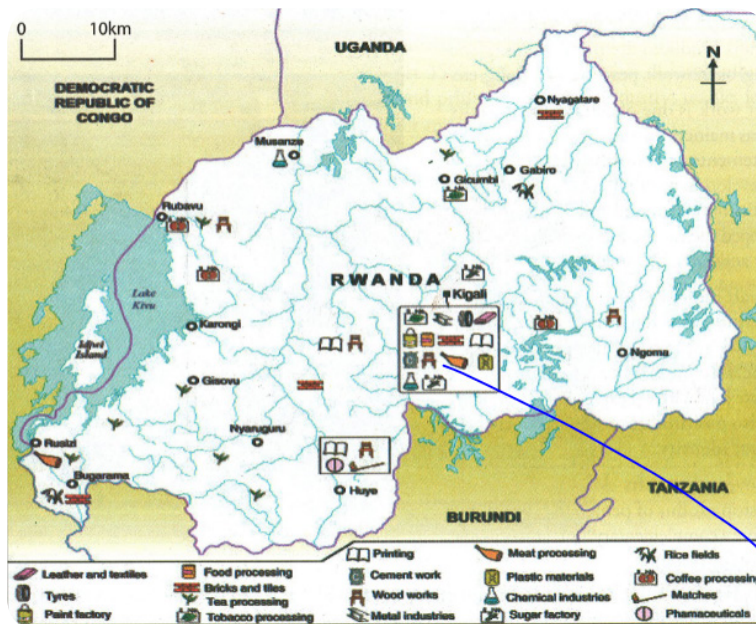 0 10km
UGANDA
N
DEMOCRATIC
REPUBLIC OF
CONGO
Nyagatare
Musanze
Gabiro
Gicumbi
Rubavu
RWANDA
Kigali
Lake
Kivu
Karongi
Idjwi
Island
Ngoma
Gisovu
Nyaruguru
Rusizi
Bugarama
Huye
TANZANIA
BURUNDI
Leather and textiles
Tyres
Paint factory
Food processing
Bricks and tiles
Tea processing
Tobacco processing
Printing
Cement work
Wood works
Metal industries
Meat processing
Plastic materials
Chemical industries
Sugar factory
Rice fields
Coffee processing
Matches
Phamaceuticals